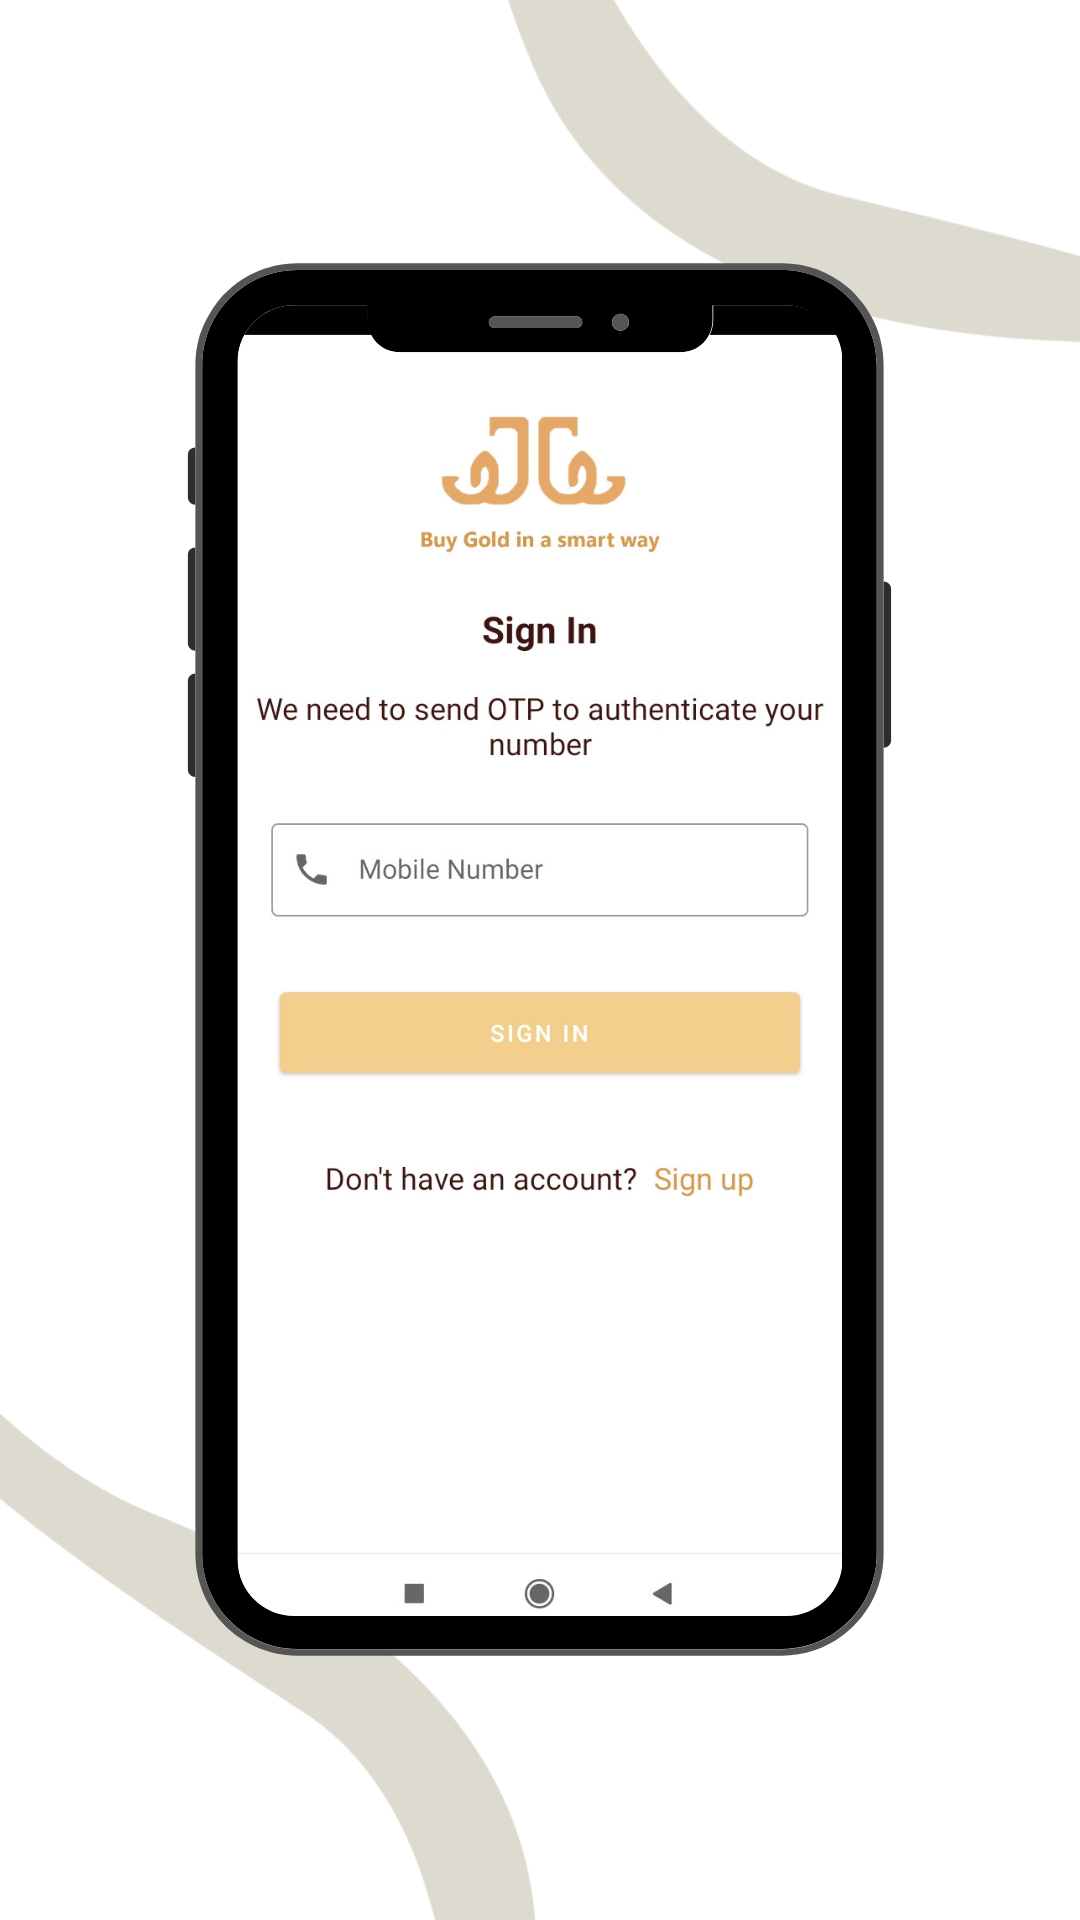 Buy Gold in a smart way
Sign In
We need to send OTP to authenticate your
number
Mobile Number
SIGN IN
Don't have an account? Sign up